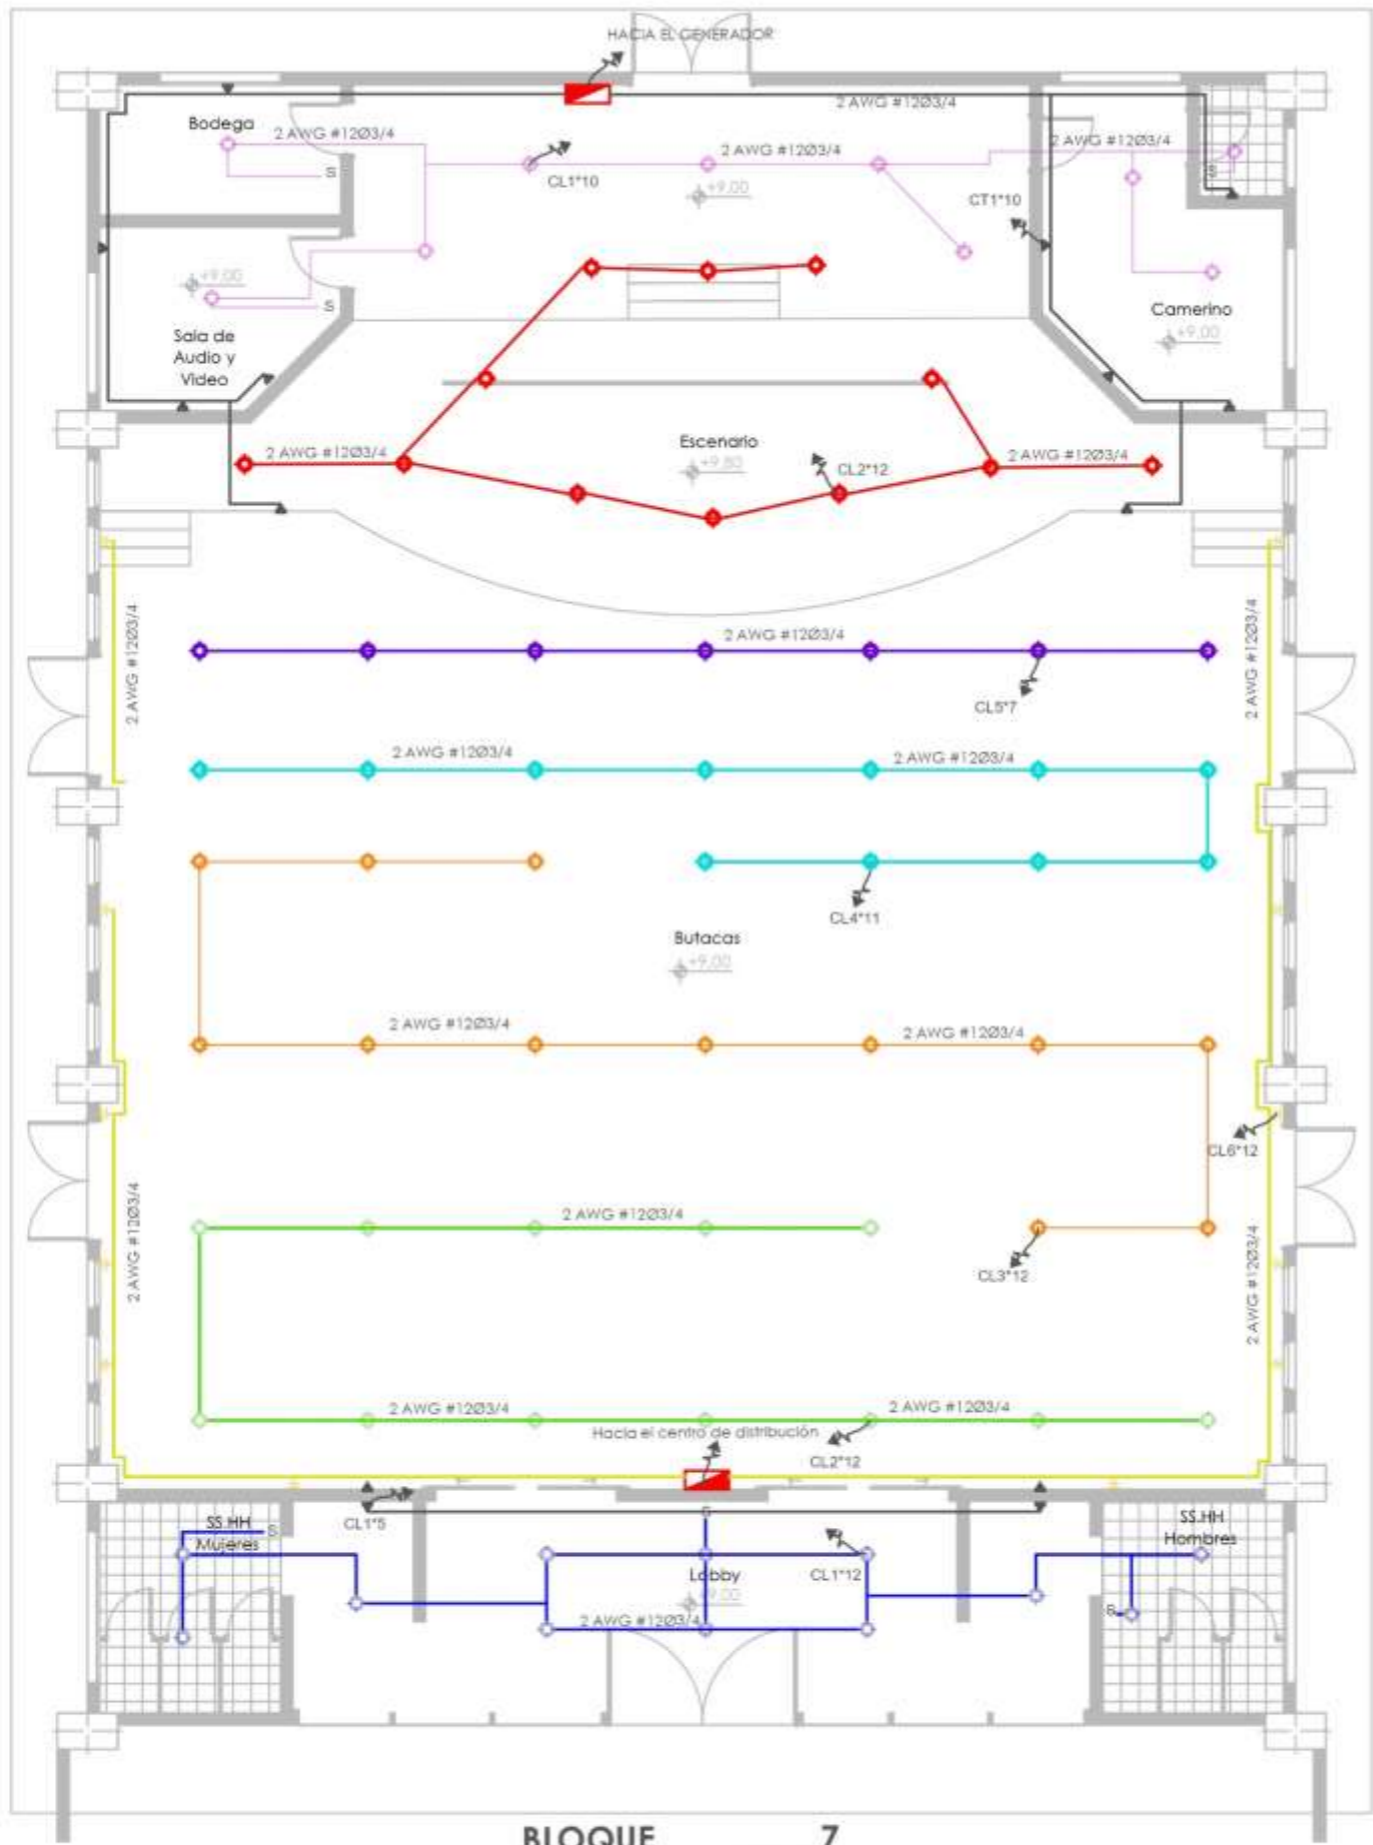 HACIA EL GENERADOR
2 AWG #12Ø3/4
Bodega
2 AWG #12Ø3/4
2 AWG #12Ø3/4
2 AWG #12Ø3/4
S
CL1*10
+9,00
CT1*10
S
+9,00
S
Camerino
+9,00
Sala de
Audio y
Video
Escenario
+9,80
2 AWG #12Ø3/4
CL2*12
2 AWG #12Ø3/4
2 AWG #12Ø3/4
2 AWG #12Ø3/4
2 AWG #12Ø3/4
CL5*7
2 AWG #12Ø3/4
2 AWG #12Ø3/4
CL4*11
Butacas
+9,00
2 AWG #12Ø3/4
2 AWG #12Ø3/4
CL6*12
2 AWG #12Ø3/4
2 AWG #12Ø3/4
2 AWG #12Ø3/4
CL3*12
2 AWG #12Ø3/4
2 AWG #12Ø3/4
Hacia el centro de distribución
CL2*12
CL1*5
SS.HH
Mujeres
S
S
SS.HH
Hombres
Lobby
+9,00
CL1*12
2 AWG #12Ø3/4
S
BLOQUE 7